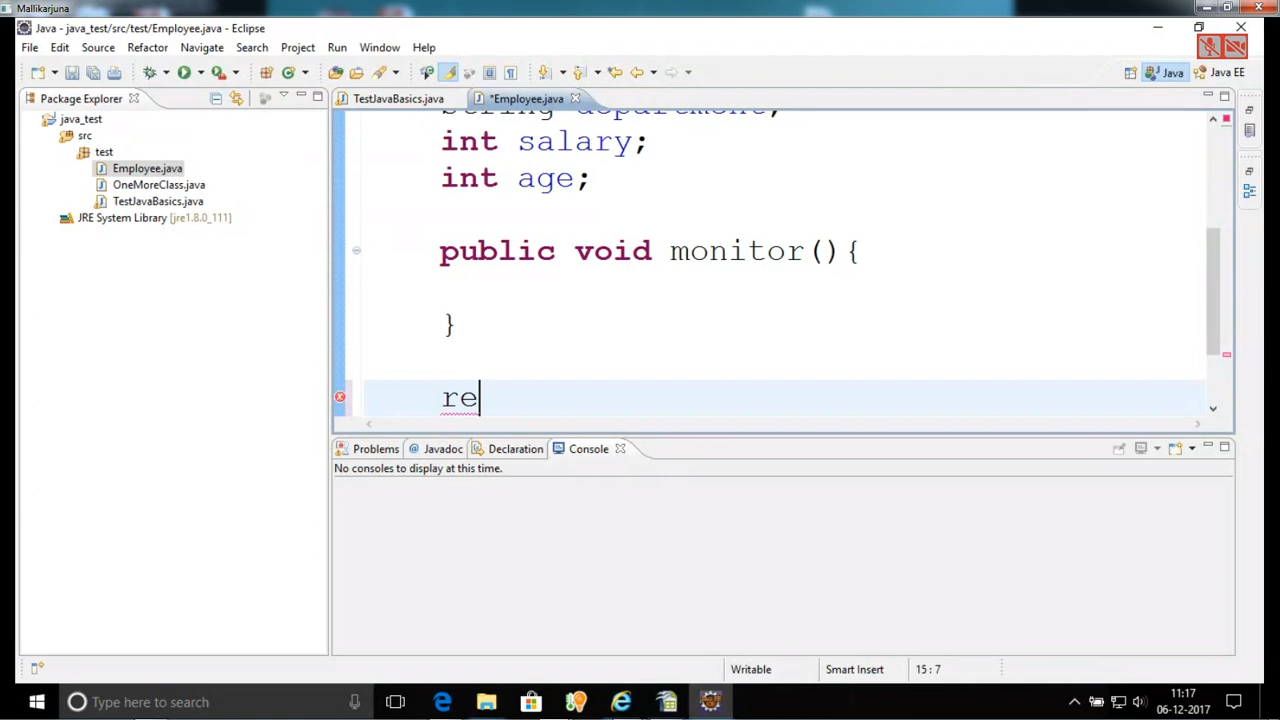 Mallikarjuna
Java - java_test/src/test/Employee.java - Eclipse
File Edit Source Refactor Navigate Search Project Run Window Help
Java Java EE
Package Explorer
TestJavaBasics.java *Employee.java
java_test
src
test
Employee.java
OneMoreClass.java
TestJavaBasics.java
JRE System Library [jre1.8.0_111]
String department;
int salary;
int age;
public void monitor(){
}
re
Problems @ Javadoc Declaration Console
No consoles to display at this time.
Writable Smart Insert 15 : 7
Type here to search
11:17
06-12-2017